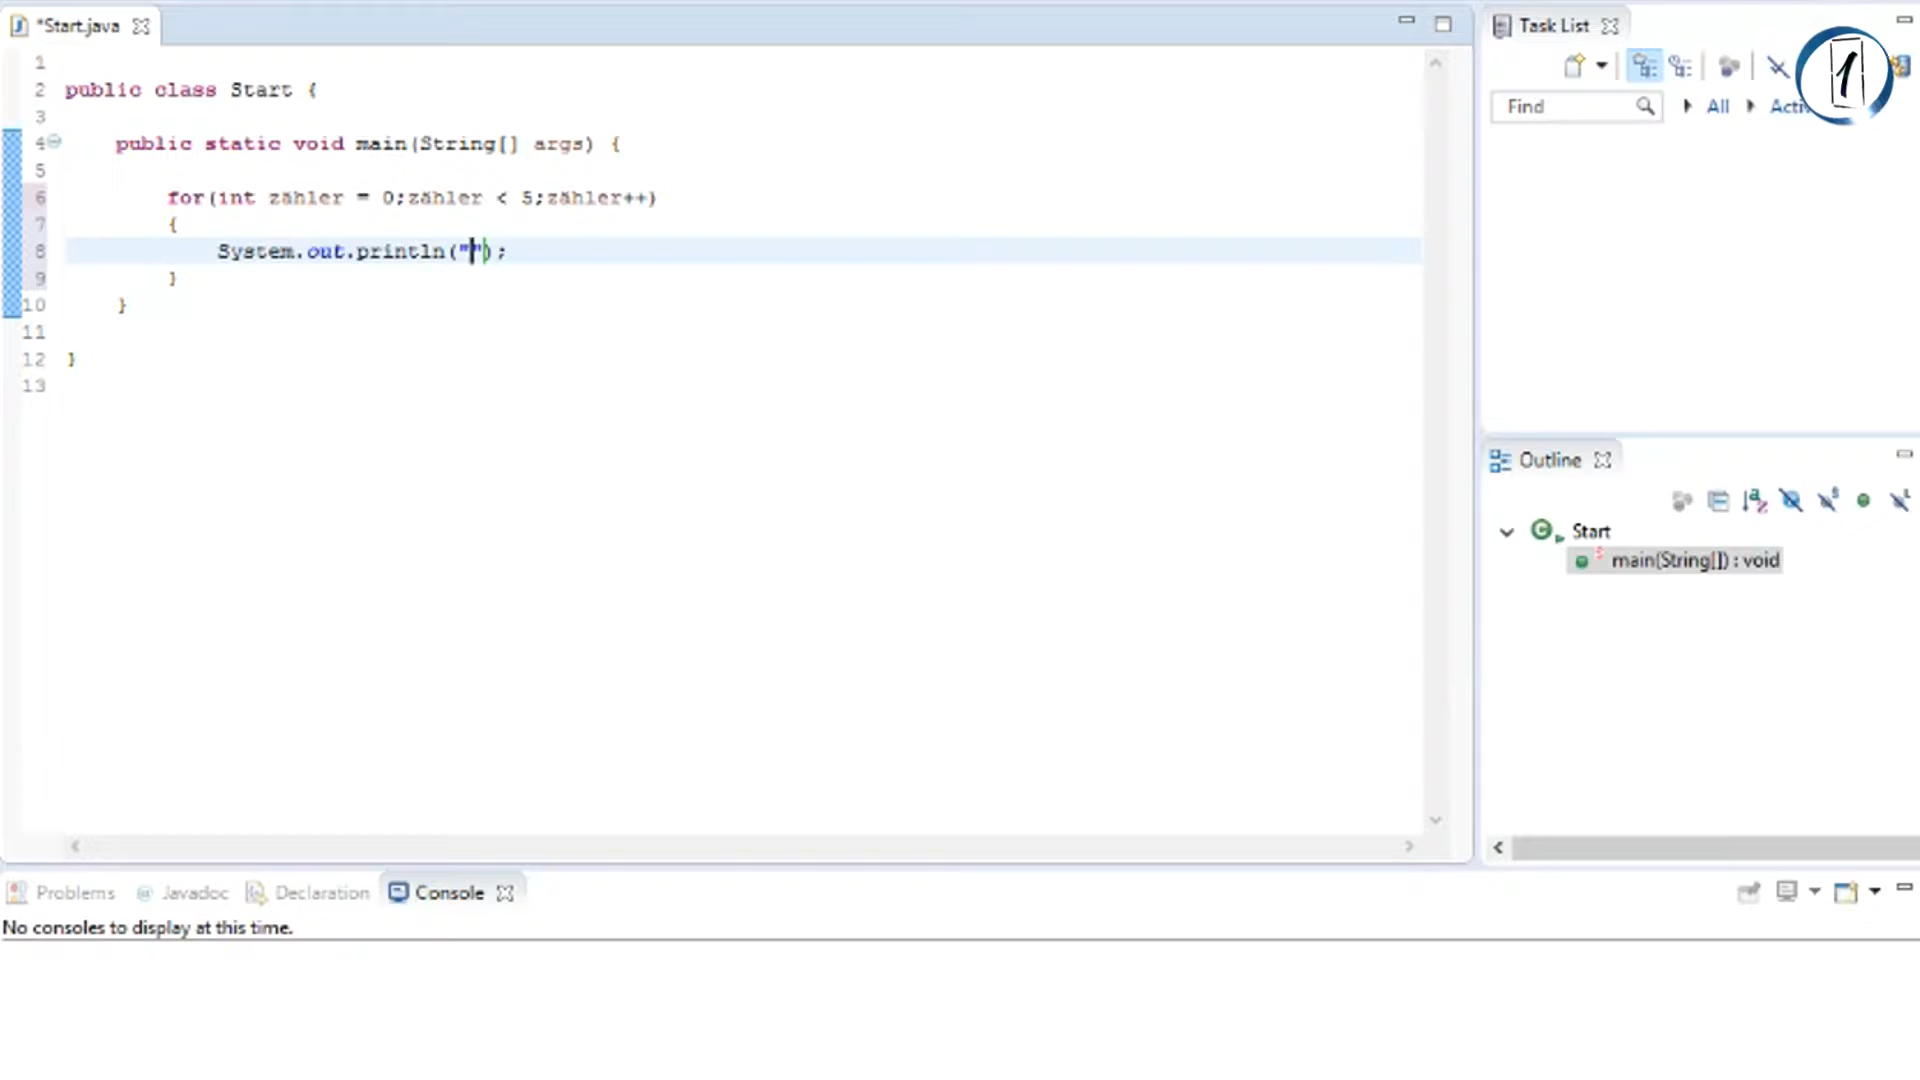 *Start.java
1
2 public class Start {
3
4 public static void main(String[] args) {
5
6 for(int zähler = 0;zähler < 5;zähler++)
7 {
8 System.out.println("");
9 }
10 }
11
12 }
13
Task List
Find All
1
Outline
Start
main(String[]) : void
Problems Javadoc Declaration Console
No consoles to display at this time.